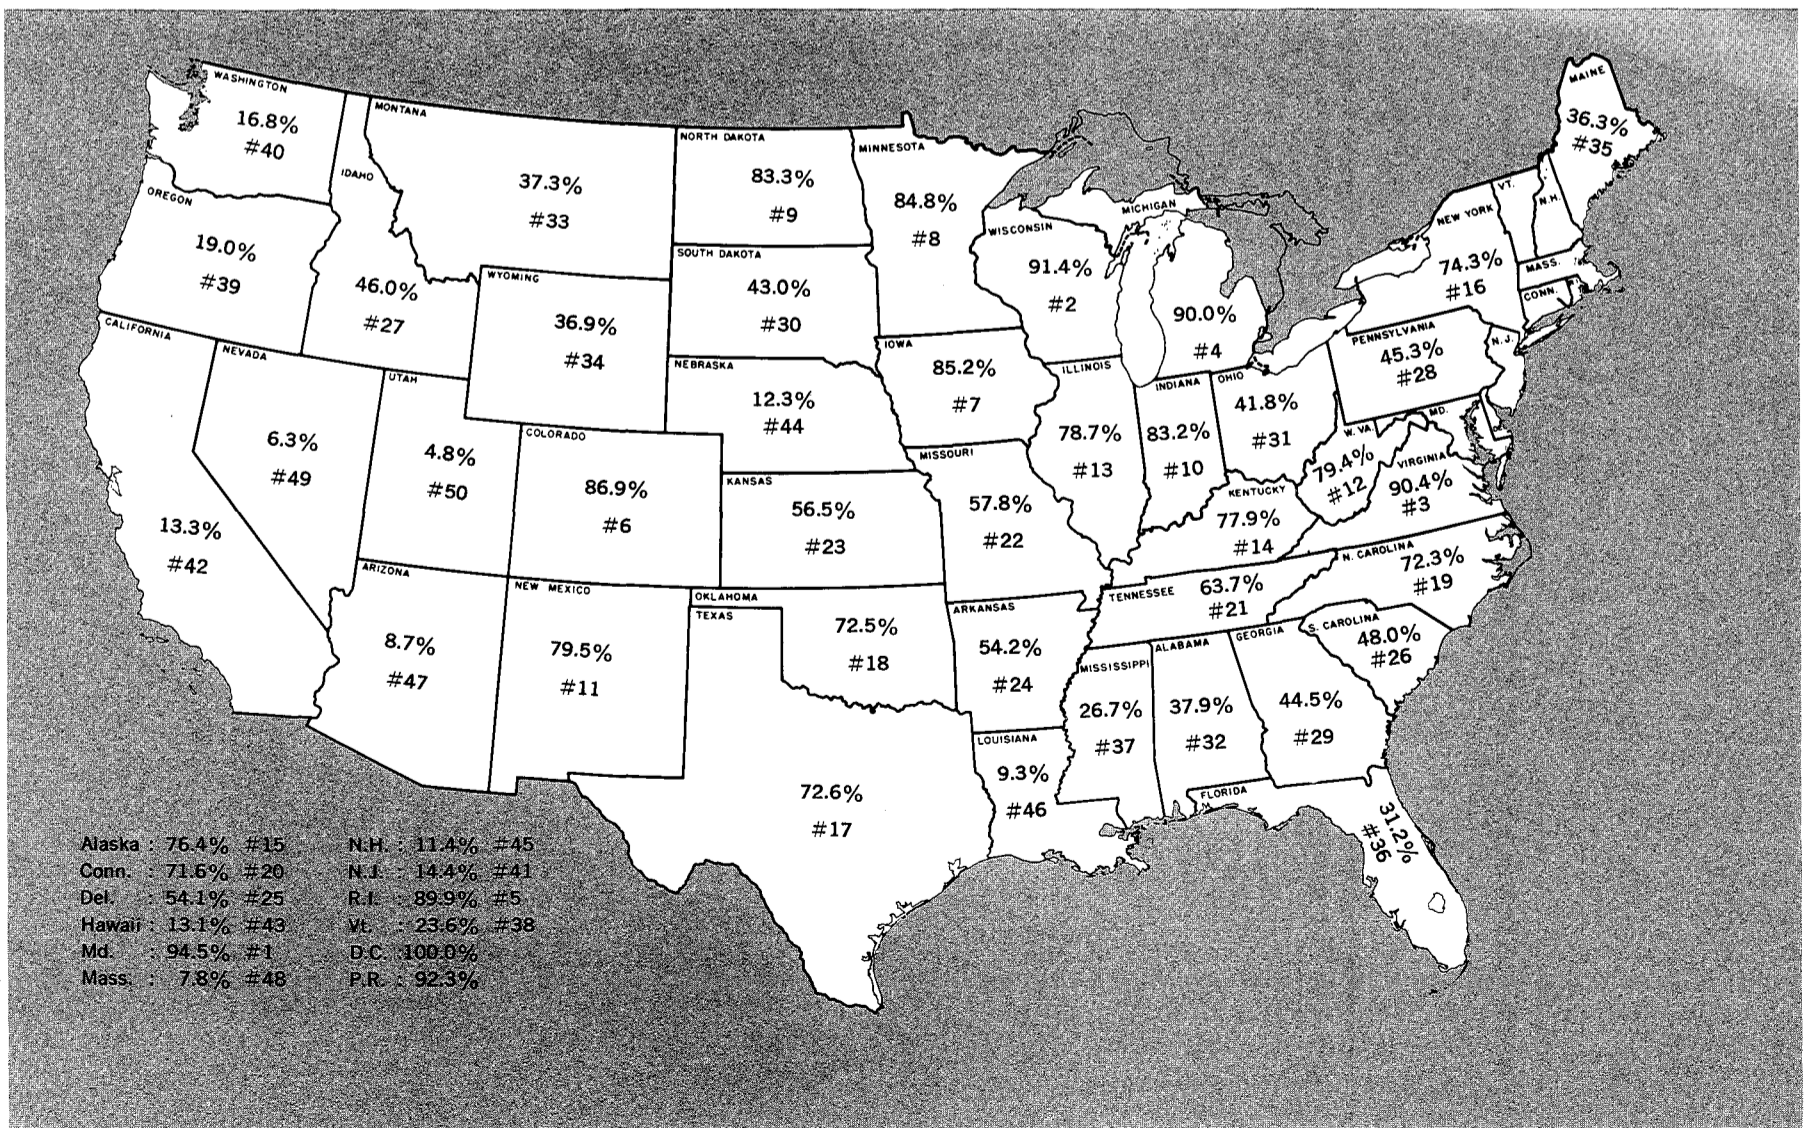 WASHINGTON
16.8%
#40
MONTANA
37.3%
#33
IDAHO
46.0%
#27
OREGON
19.0%
#39
NORTH DAKOTA
83.3%
#9
MINNESOTA
84.8%
#8
SOUTH DAKOTA
43.0%
#30
WYOMING
36.9%
#34
WISCONSIN
91.4%
#2
MICHIGAN
90.0%
#4
MAINE
36.3%
#35
VT.
N.H.
NEW YORK
74.3%
#16
MASS.
CONN.
R.I.
PENNSYLVANIA
45.3%
#28
N.J.
CALIFORNIA
13.3%
#42
NEVADA
6.3%
#49
UTAH
4.8%
#50
COLORADO
86.9%
#6
NEBRASKA
12.3%
#44
IOWA
85.2%
#7
ILLINOIS
78.7%
#13
INDIANA
83.2%
#10
OHIO
41.8%
#31
W. VA
79.4%
#12
MD.
VIRGINIA
90.4%
#3
KANSAS
56.5%
#23
MISSOURI
57.8%
#22
KENTUCKY
77.9%
#14
ARIZONA
8.7%
#47
NEW MEXICO
79.5%
#11
OKLAHOMA
72.5%
#18
TEXAS
72.6%
#17
ARKANSAS
54.2%
#24
TENNESSEE
63.7%
#21
N. CAROLINA
72.3%
#19
S. CAROLINA
48.0%
#26
MISSISSIPPI
26.7%
#37
ALABAMA
37.9%
#32
GEORGIA
44.5%
#29
LOUISIANA
9.3%
#46
FLORIDA
31.2%
#36
Alaska : 76.4% #15
Conn. : 71.6% #20
Del. : 54.1% #25
Hawaii : 13.1% #43
Md. : 94.5% #1
Mass. : 7.8% #48
N.H. : 11.4% #45
N.J. : 14.4% #41
R.I. : 89.9% #5
Vt. : 23.6% #38
D.C. : 100.0%
P.R. : 92.3%